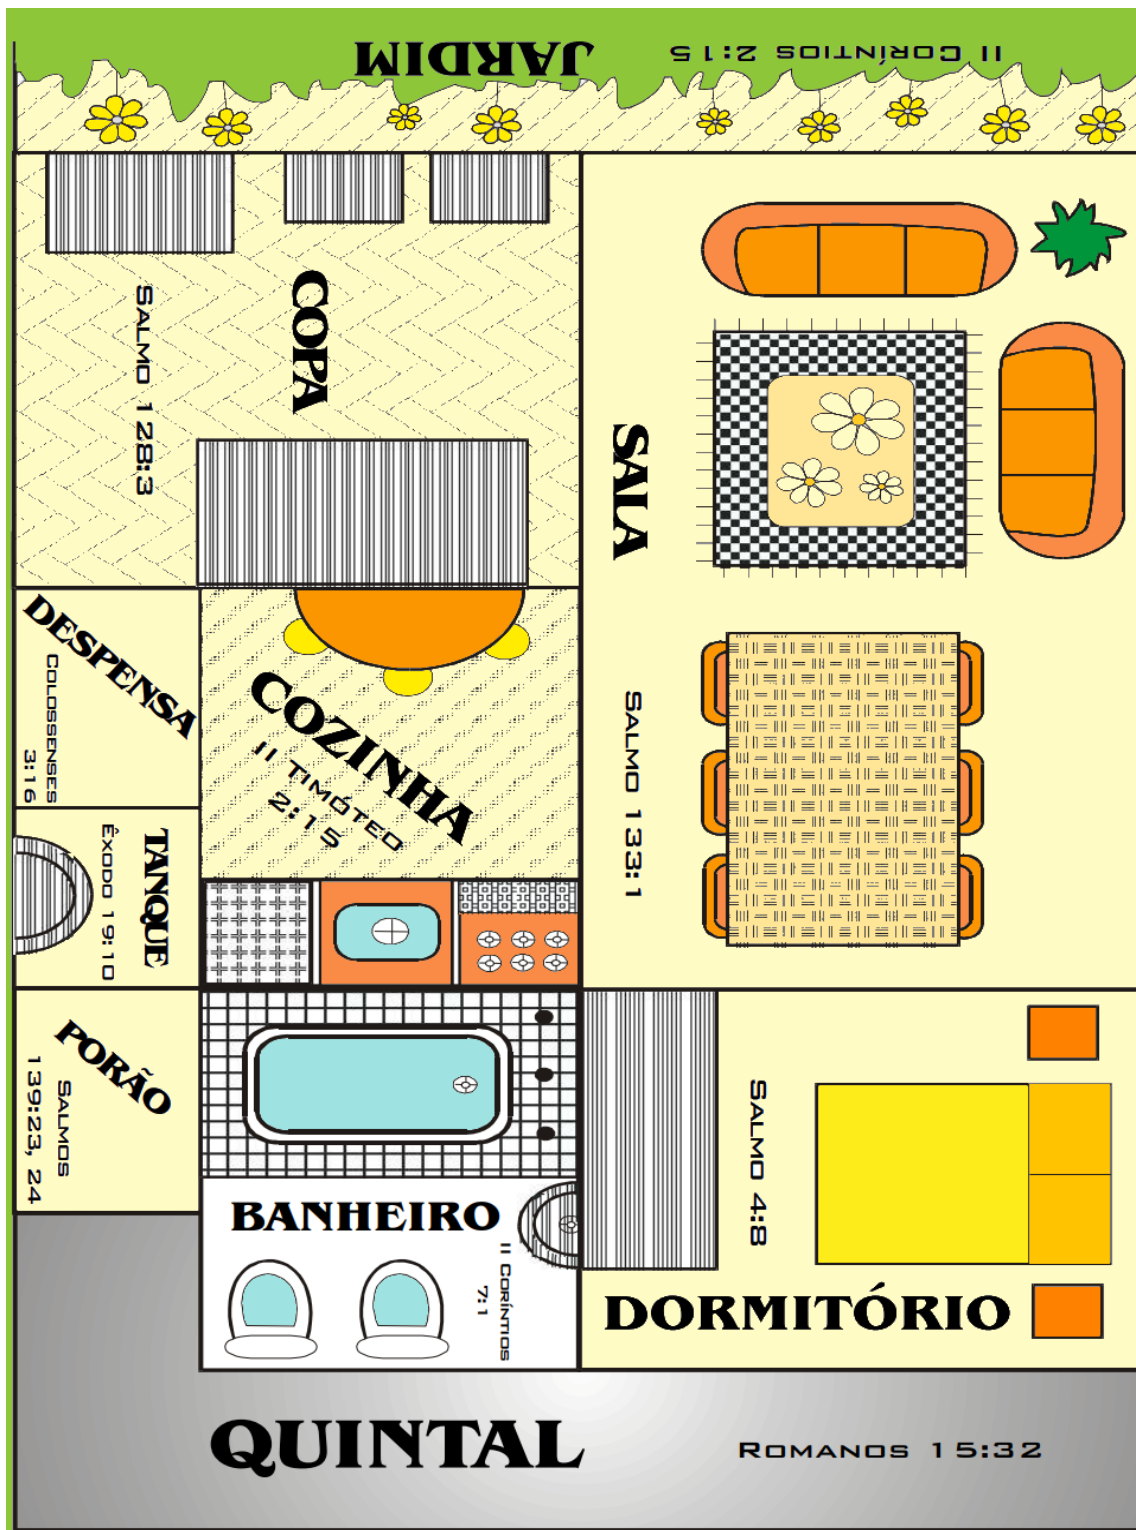 JARDIM
II Coríntios 2:15
COPA
Salmo 128:3
SALA
Salmo 133:1
DESPENSA
Colossenses
3:16
COZINHA
II Timóteo
2:15
TANQUE
Êxodo 19:10
PORÃO
Salmos
139:23, 24
BANHEIRO
II Coríntios
7:1
Salmo 4:8
DORMITÓRIO
QUINTAL
Romanos 15:32